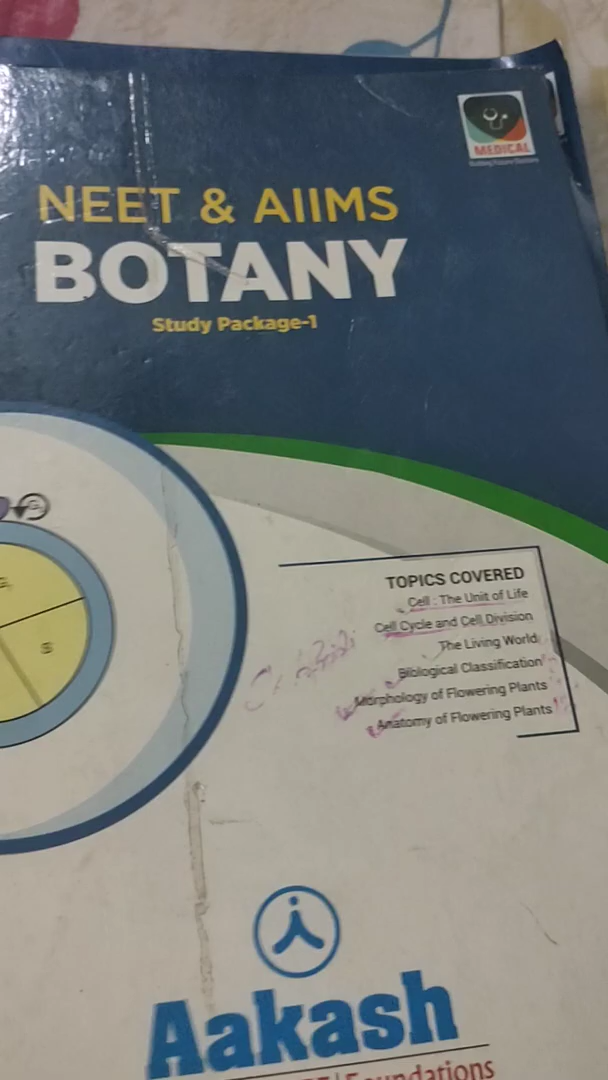 MEDICAL
NEET & AIIMS
BOTANY
Study Package-1
TOPICS COVERED
Cell : The Unit of Life
Cell Cycle and Cell Division
The Living World
Biological Classification
Morphology of Flowering Plants
Anatomy of Flowering Plants
S
Aakash
Foundations